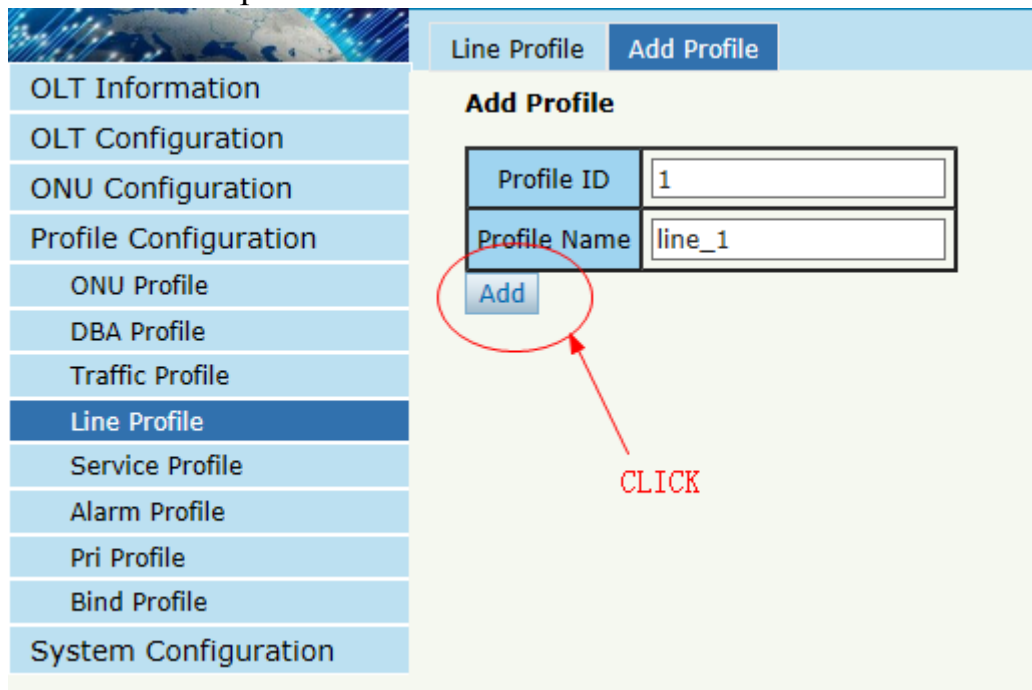 Line Profile
Add Profile
OLT Information
OLT Configuration
ONU Configuration
Profile Configuration
ONU Profile
DBA Profile
Traffic Profile
Line Profile
Service Profile
Alarm Profile
Pri Profile
Bind Profile
System Configuration
Add Profile
Profile ID 1
Profile Name line_1
Add
CLICK